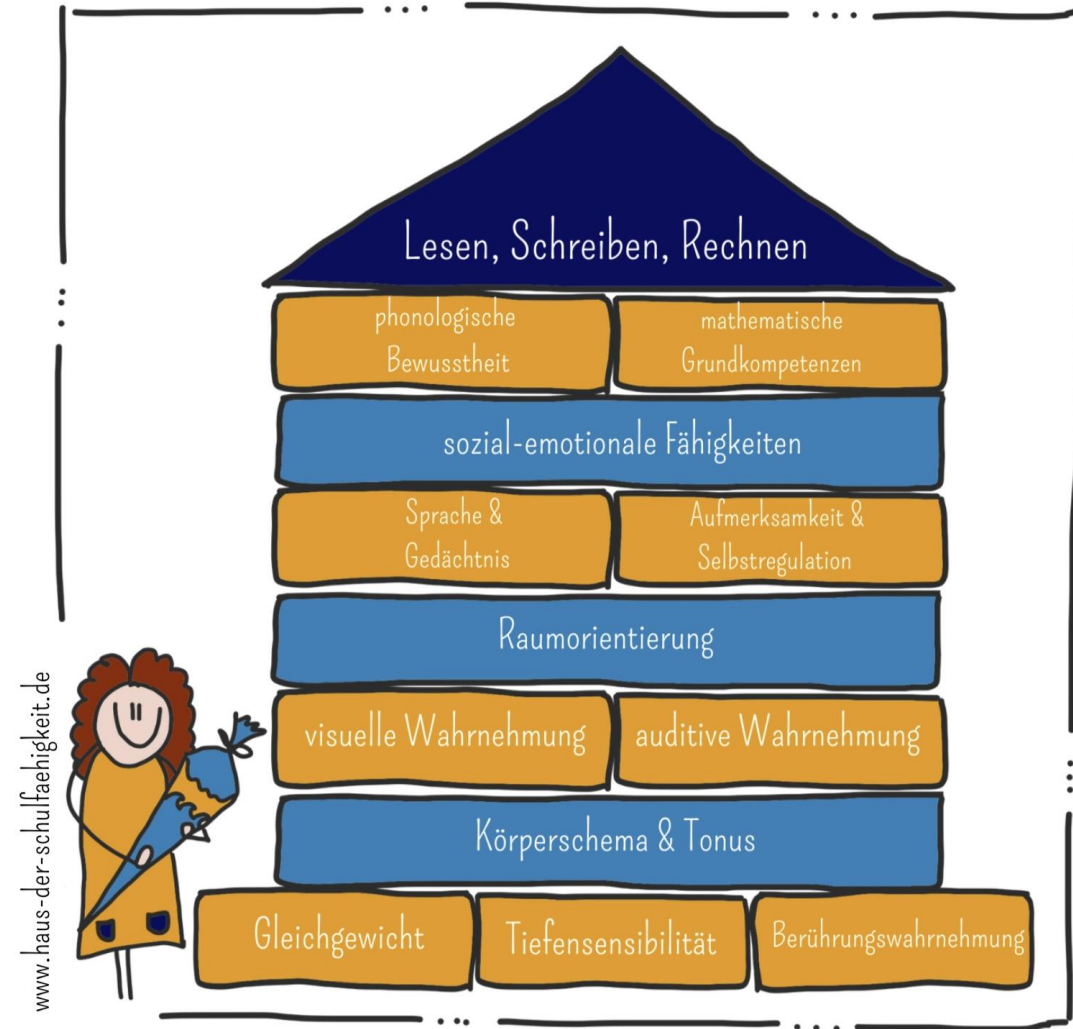 Lesen, Schreiben, Rechnen
phonologische
Bewusstheit
mathematische
Grundkompetenzen
sozial-emotionale Fähigkeiten
Sprache &
Gedächtnis
Aufmerksamkeit &
Selbstregulation
Raumorientierung
visuelle Wahrnehmung
auditive Wahrnehmung
Körperschema & Tonus
Gleichgewicht
Tiefensensibilität
Berührungswahrnehmung
www.haus-der-schulfaehigkeit.de